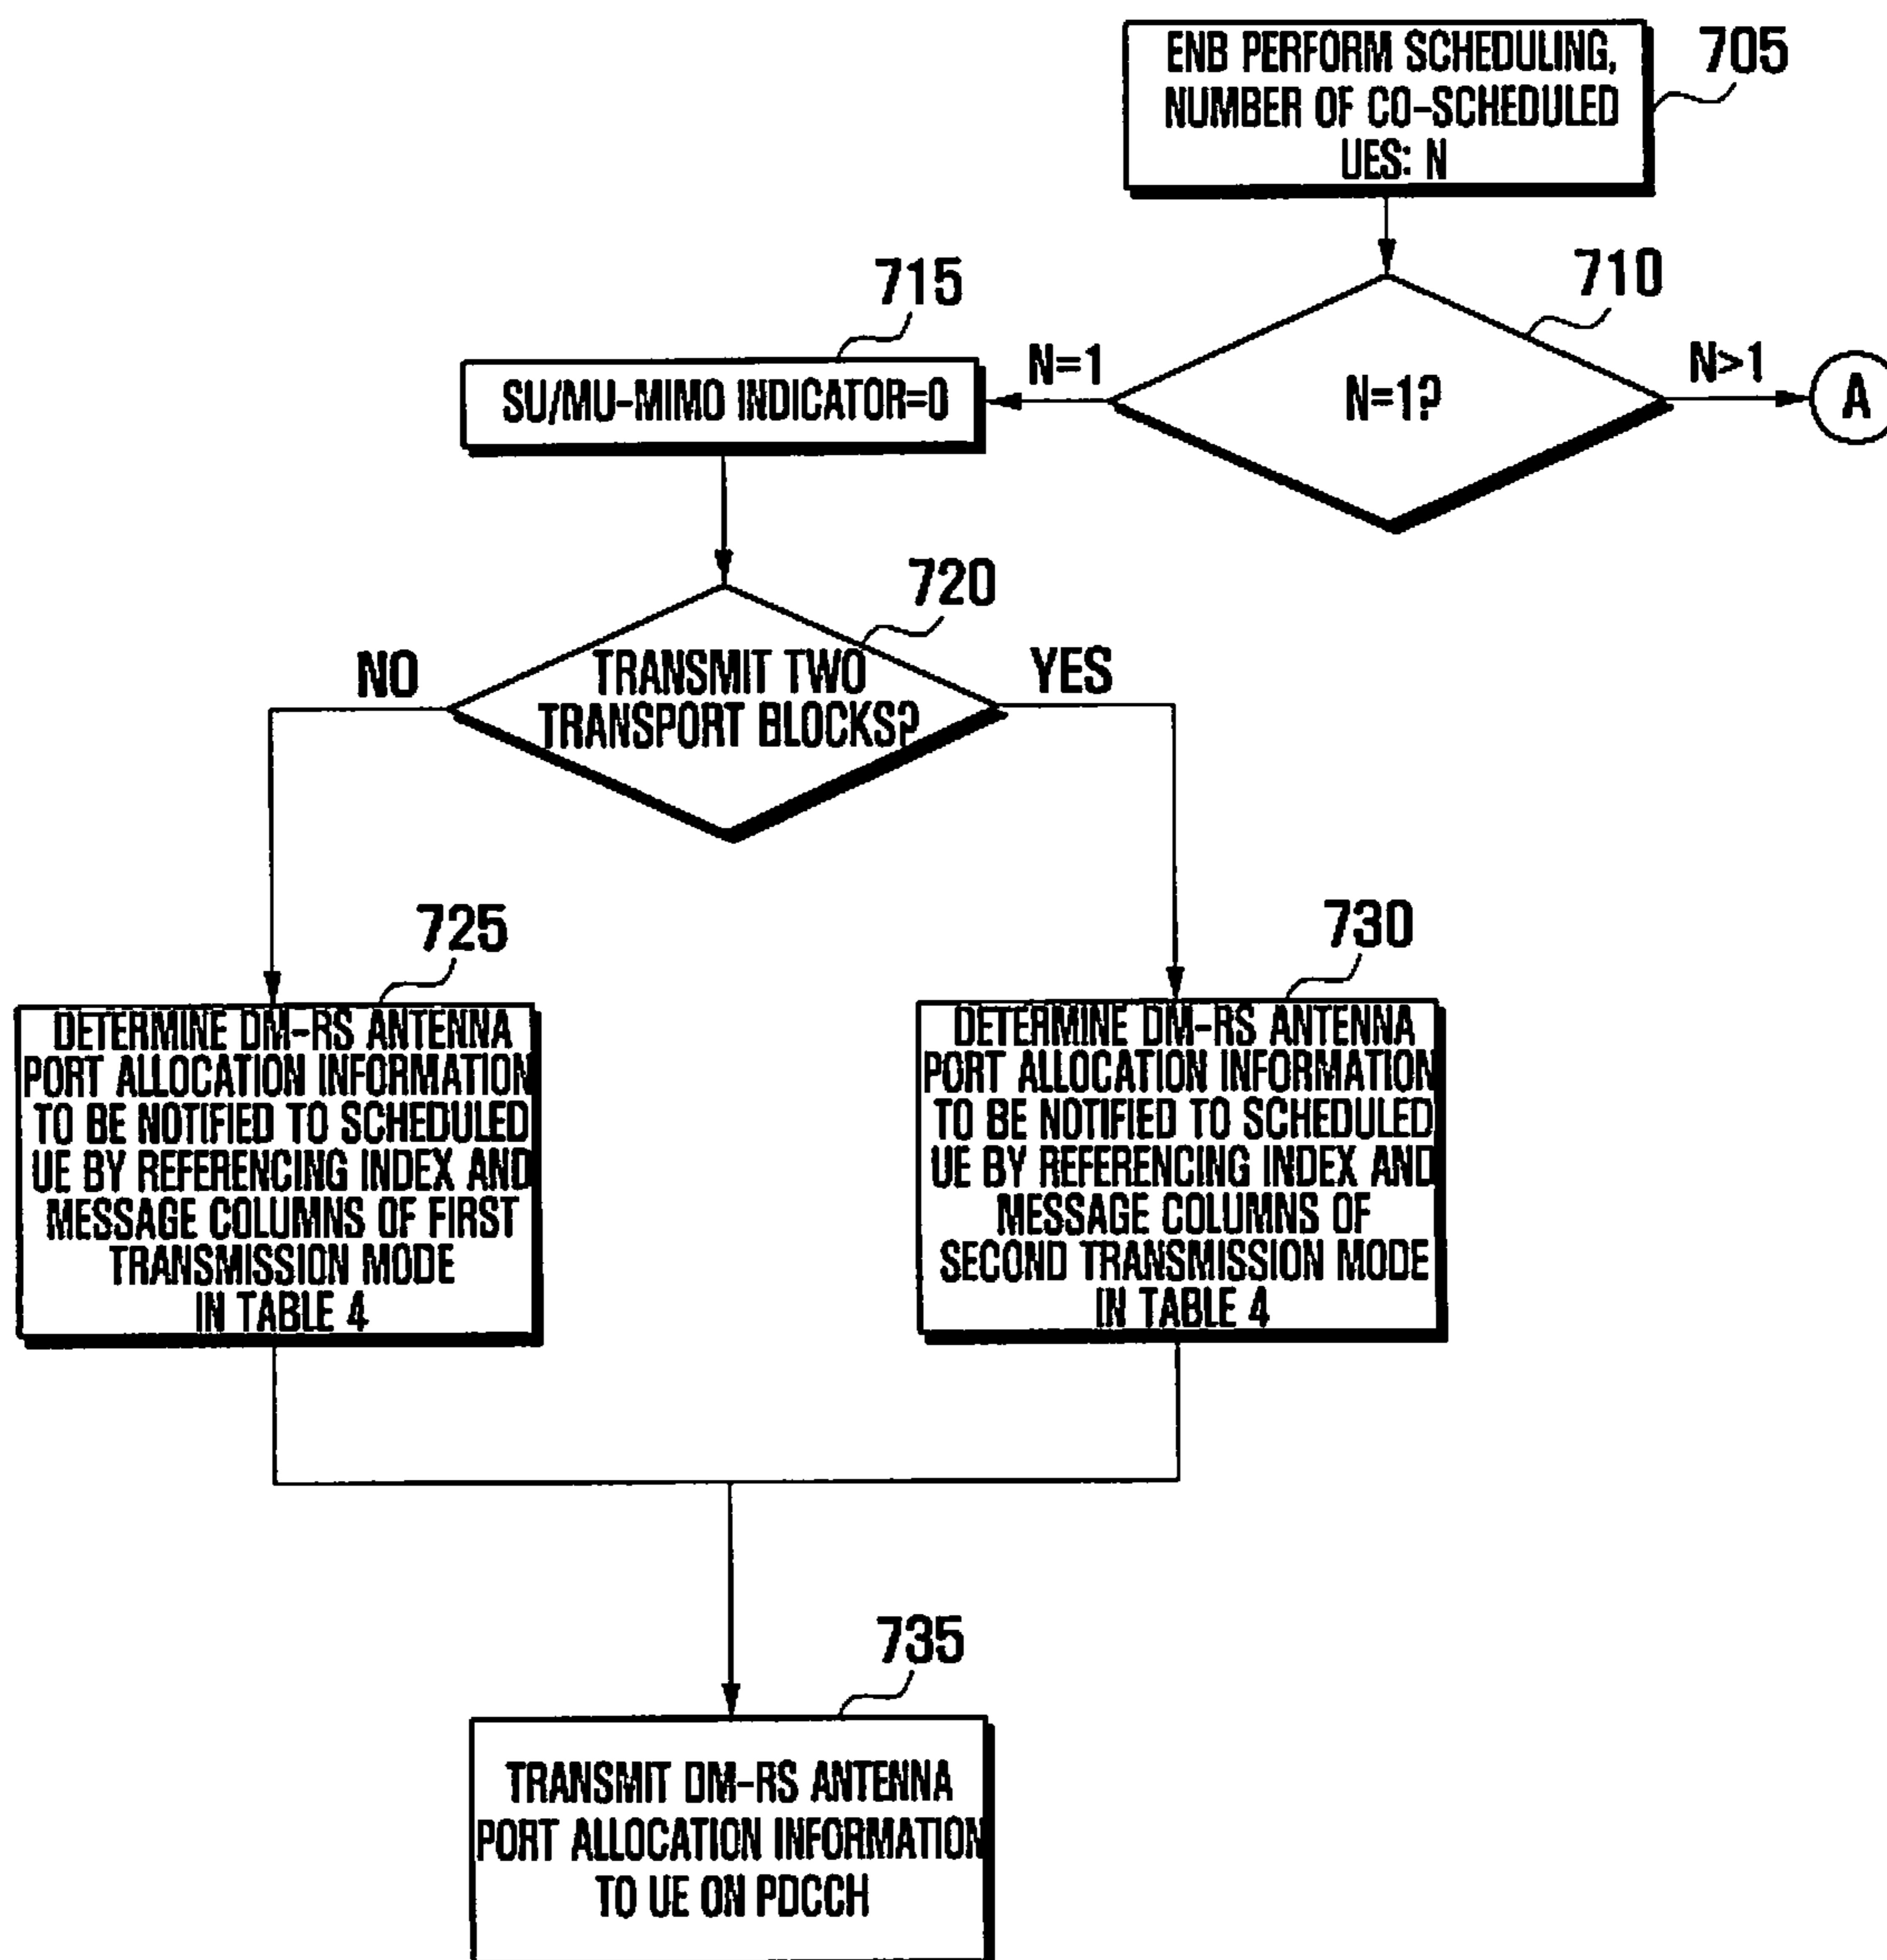 ENB PERFORM SCHEDULING,
NUMBER OF CO-SCHEDULED
UES: N
705
710
N=1?
N=1
N>1
A
715
SU/MU-MIMO INDICATOR=0
720
TRANSMIT TWO
TRANSPORT BLOCKS?
NO
YES
725
DETERMINE DM-RS ANTENNA
PORT ALLOCATION INFORMATION
TO BE NOTIFIED TO SCHEDULED
UE BY REFERENCING INDEX AND
MESSAGE COLUMNS OF FIRST
TRANSMISSION MODE
IN TABLE 4
730
DETERMINE DM-RS ANTENNA
PORT ALLOCATION INFORMATION
TO BE NOTIFIED TO SCHEDULED
UE BY REFERENCING INDEX AND
MESSAGE COLUMNS OF
SECOND TRANSMISSION MODE
IN TABLE 4
735
TRANSMIT DM-RS ANTENNA
PORT ALLOCATION INFORMATION
TO UE ON PDCCH